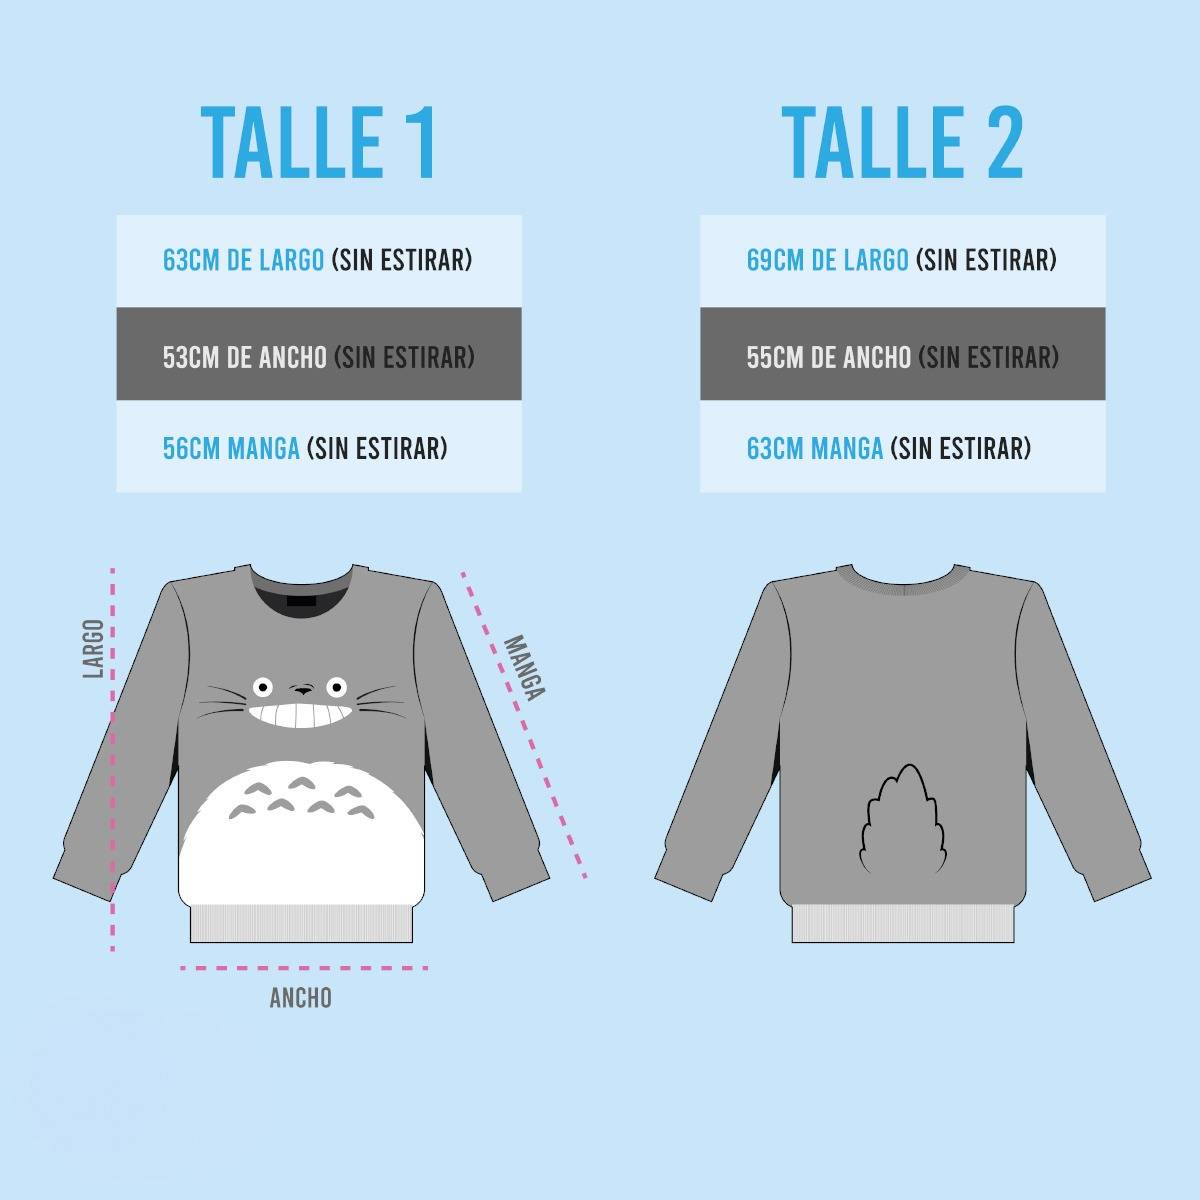 TALLE 1
63CM DE LARGO (SIN ESTIRAR)
53CM DE ANCHO (SIN ESTIRAR)
56CM MANGA (SIN ESTIRAR)
TALLE 2
69CM DE LARGO (SIN ESTIRAR)
55CM DE ANCHO (SIN ESTIRAR)
63CM MANGA (SIN ESTIRAR)
LARGO
MANGA
ANCHO